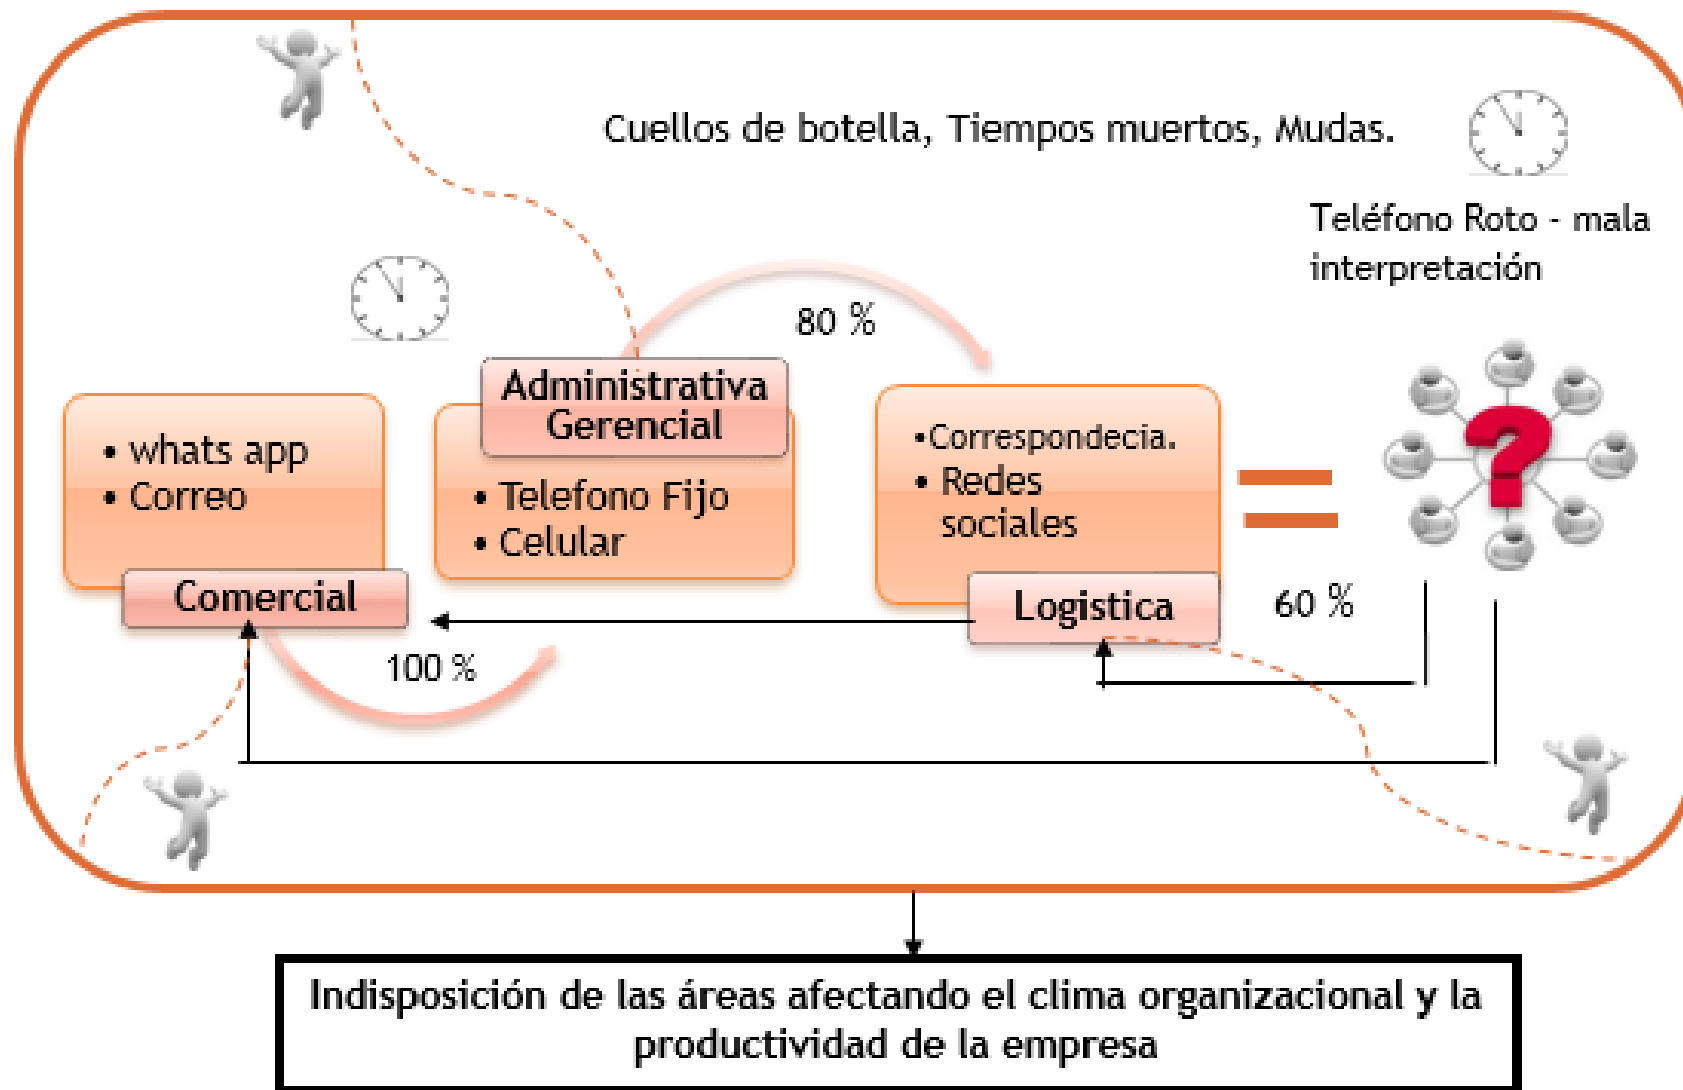 Cuellos de botella, Tiempos muertos, Mudas.
Teléfono Roto - mala
interpretación
80 %
Administrativa
Gerencial
• whats app
• Correo
• Telefono Fijo
• Celular
•Correspondecia.
• Redes
sociales
Comercial
Logistica
60 %
100 %
Indisposición de las áreas afectando el clima organizacional y la
productividad de la empresa